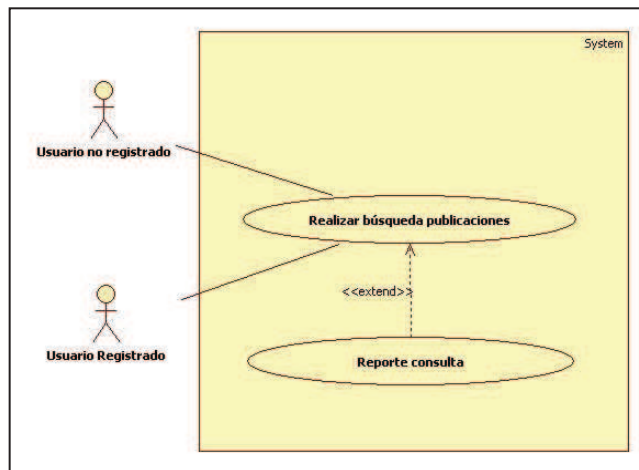 System
Usuario no registrado
Realizar búsqueda publicaciones
<<extend>>
Usuario Registrado
Reporte consulta